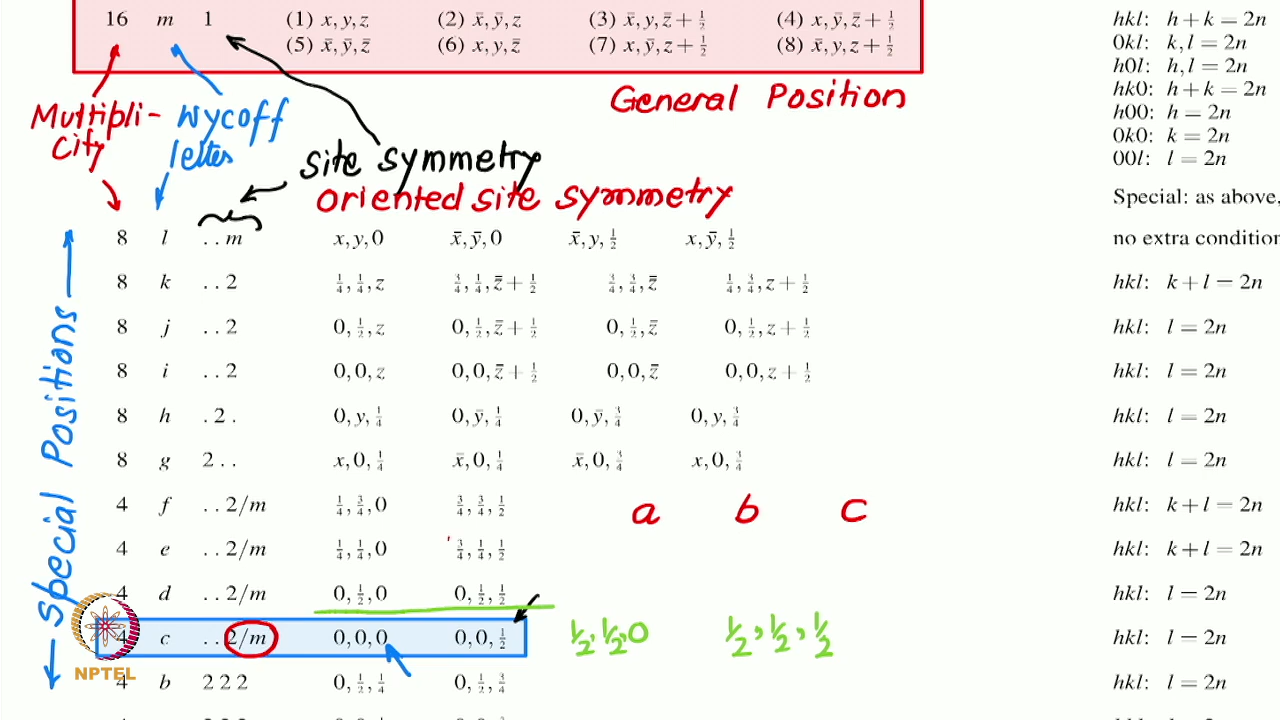 16 m 1 (1) x, y, z (2) x̄, ȳ, z (3) x̄, y, z̄ + 1/2 (4) x, ȳ, z̄ + 1/2
(5) x̄, ȳ, z̄ (6) x, y, z̄ (7) x, ȳ, z + 1/2 (8) x̄, y, z + 1/2
hkl: h + k = 2n
0kl: k, l = 2n
h0l: h, l = 2n
hk0: h + k = 2n
h00: h = 2n
0k0: k = 2n
00l: l = 2n
General Position
Multipli-
city
Wycoff
letters
site symmetry
oriented site symmetry
Special: as above,
Special Positions
8 l . . m x, y, 0 x̄, ȳ, 0 x̄, y, 1/2 x, ȳ, 1/2 no extra condition
8 k . . 2 1/4, 1/4, z 3/4, 1/4, z̄ + 1/2 3/4, 3/4, z̄ 1/4, 3/4, z + 1/2 hkl: k + l = 2n
8 j . . 2 0, 1/2, z 0, 1/2, z̄ + 1/2 0, 1/2, z̄ 0, 1/2, z + 1/2 hkl: l = 2n
8 i . . 2 0, 0, z 0, 0, z̄ + 1/2 0, 0, z̄ 0, 0, z + 1/2 hkl: l = 2n
8 h . 2 . 0, y, 1/4 0, ȳ, 1/4 0, ȳ, 3/4 0, y, 3/4 hkl: l = 2n
8 g 2 . . x, 0, 1/4 x̄, 0, 1/4 x̄, 0, 3/4 x, 0, 3/4 hkl: l = 2n
4 f . . 2/m 1/4, 3/4, 0 3/4, 3/4, 1/2 a b c hkl: k + l = 2n
4 e . . 2/m 1/4, 1/4, 0 3/4, 1/4, 1/2 hkl: k + l = 2n
4 d . . 2/m 0, 1/2, 0 0, 1/2, 1/2 hkl: l = 2n
4 c . . 2/m 0, 0, 0 0, 0, 1/2 1/2, 1/2, 0 1/2, 1/2, 1/2 hkl: l = 2n
NPTEL
4 b 2 2 2 0, 1/2, 1/4 0, 1/2, 3/4 hkl: l = 2n